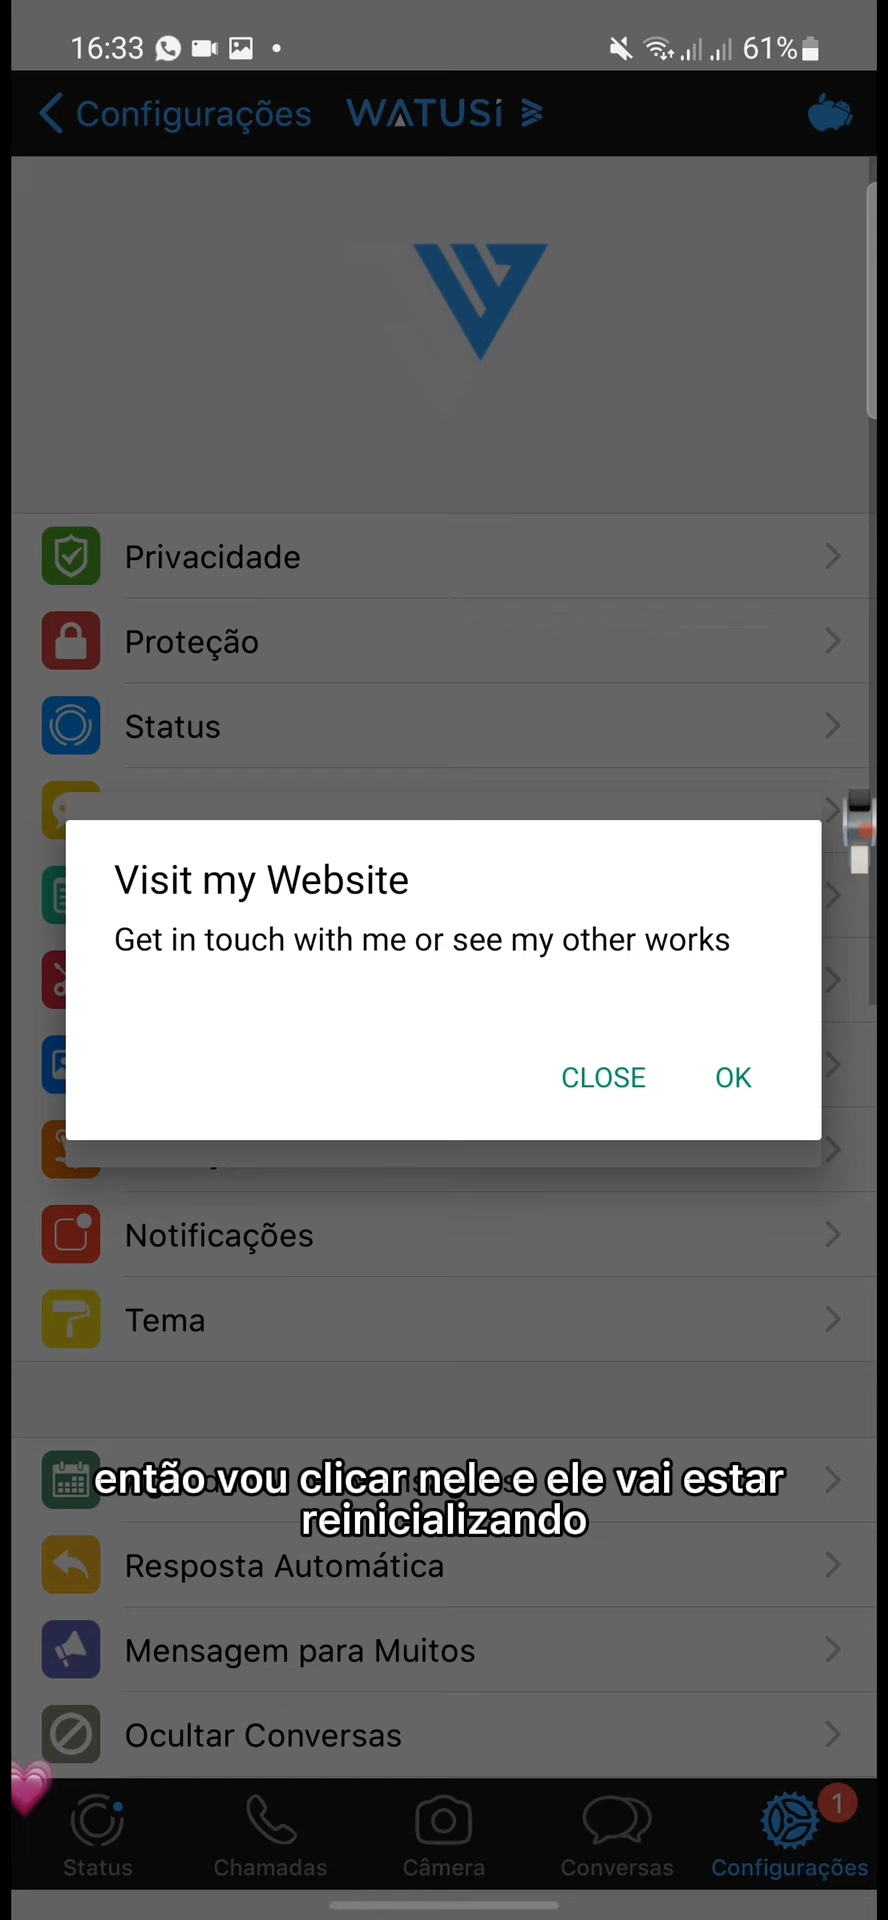 16:33
61%
Configurações
WATUSi
Privacidade
Proteção
Status
Visit my Website
Get in touch with me or see my other works
CLOSE OK
Notificações
Tema
então vou clicar nele e ele vai estar
reinicializando
Resposta Automática
Mensagem para Muitos
Ocultar Conversas
1
Status Chamadas Câmera Conversas Configurações